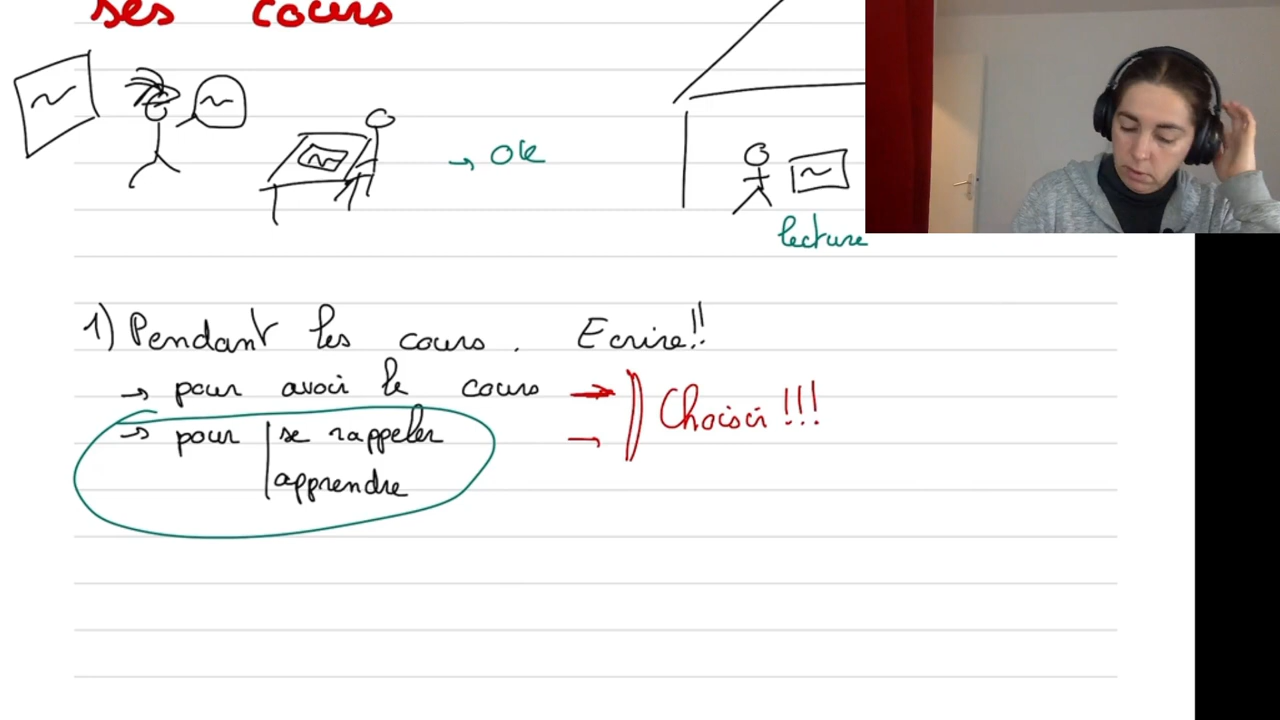 ses cours
→ ok
lecture
1) Pendant les cours. Ecrire!!
→ pour avoir le cours →
→ pour se rappeler →
apprendre
Choisir !!!